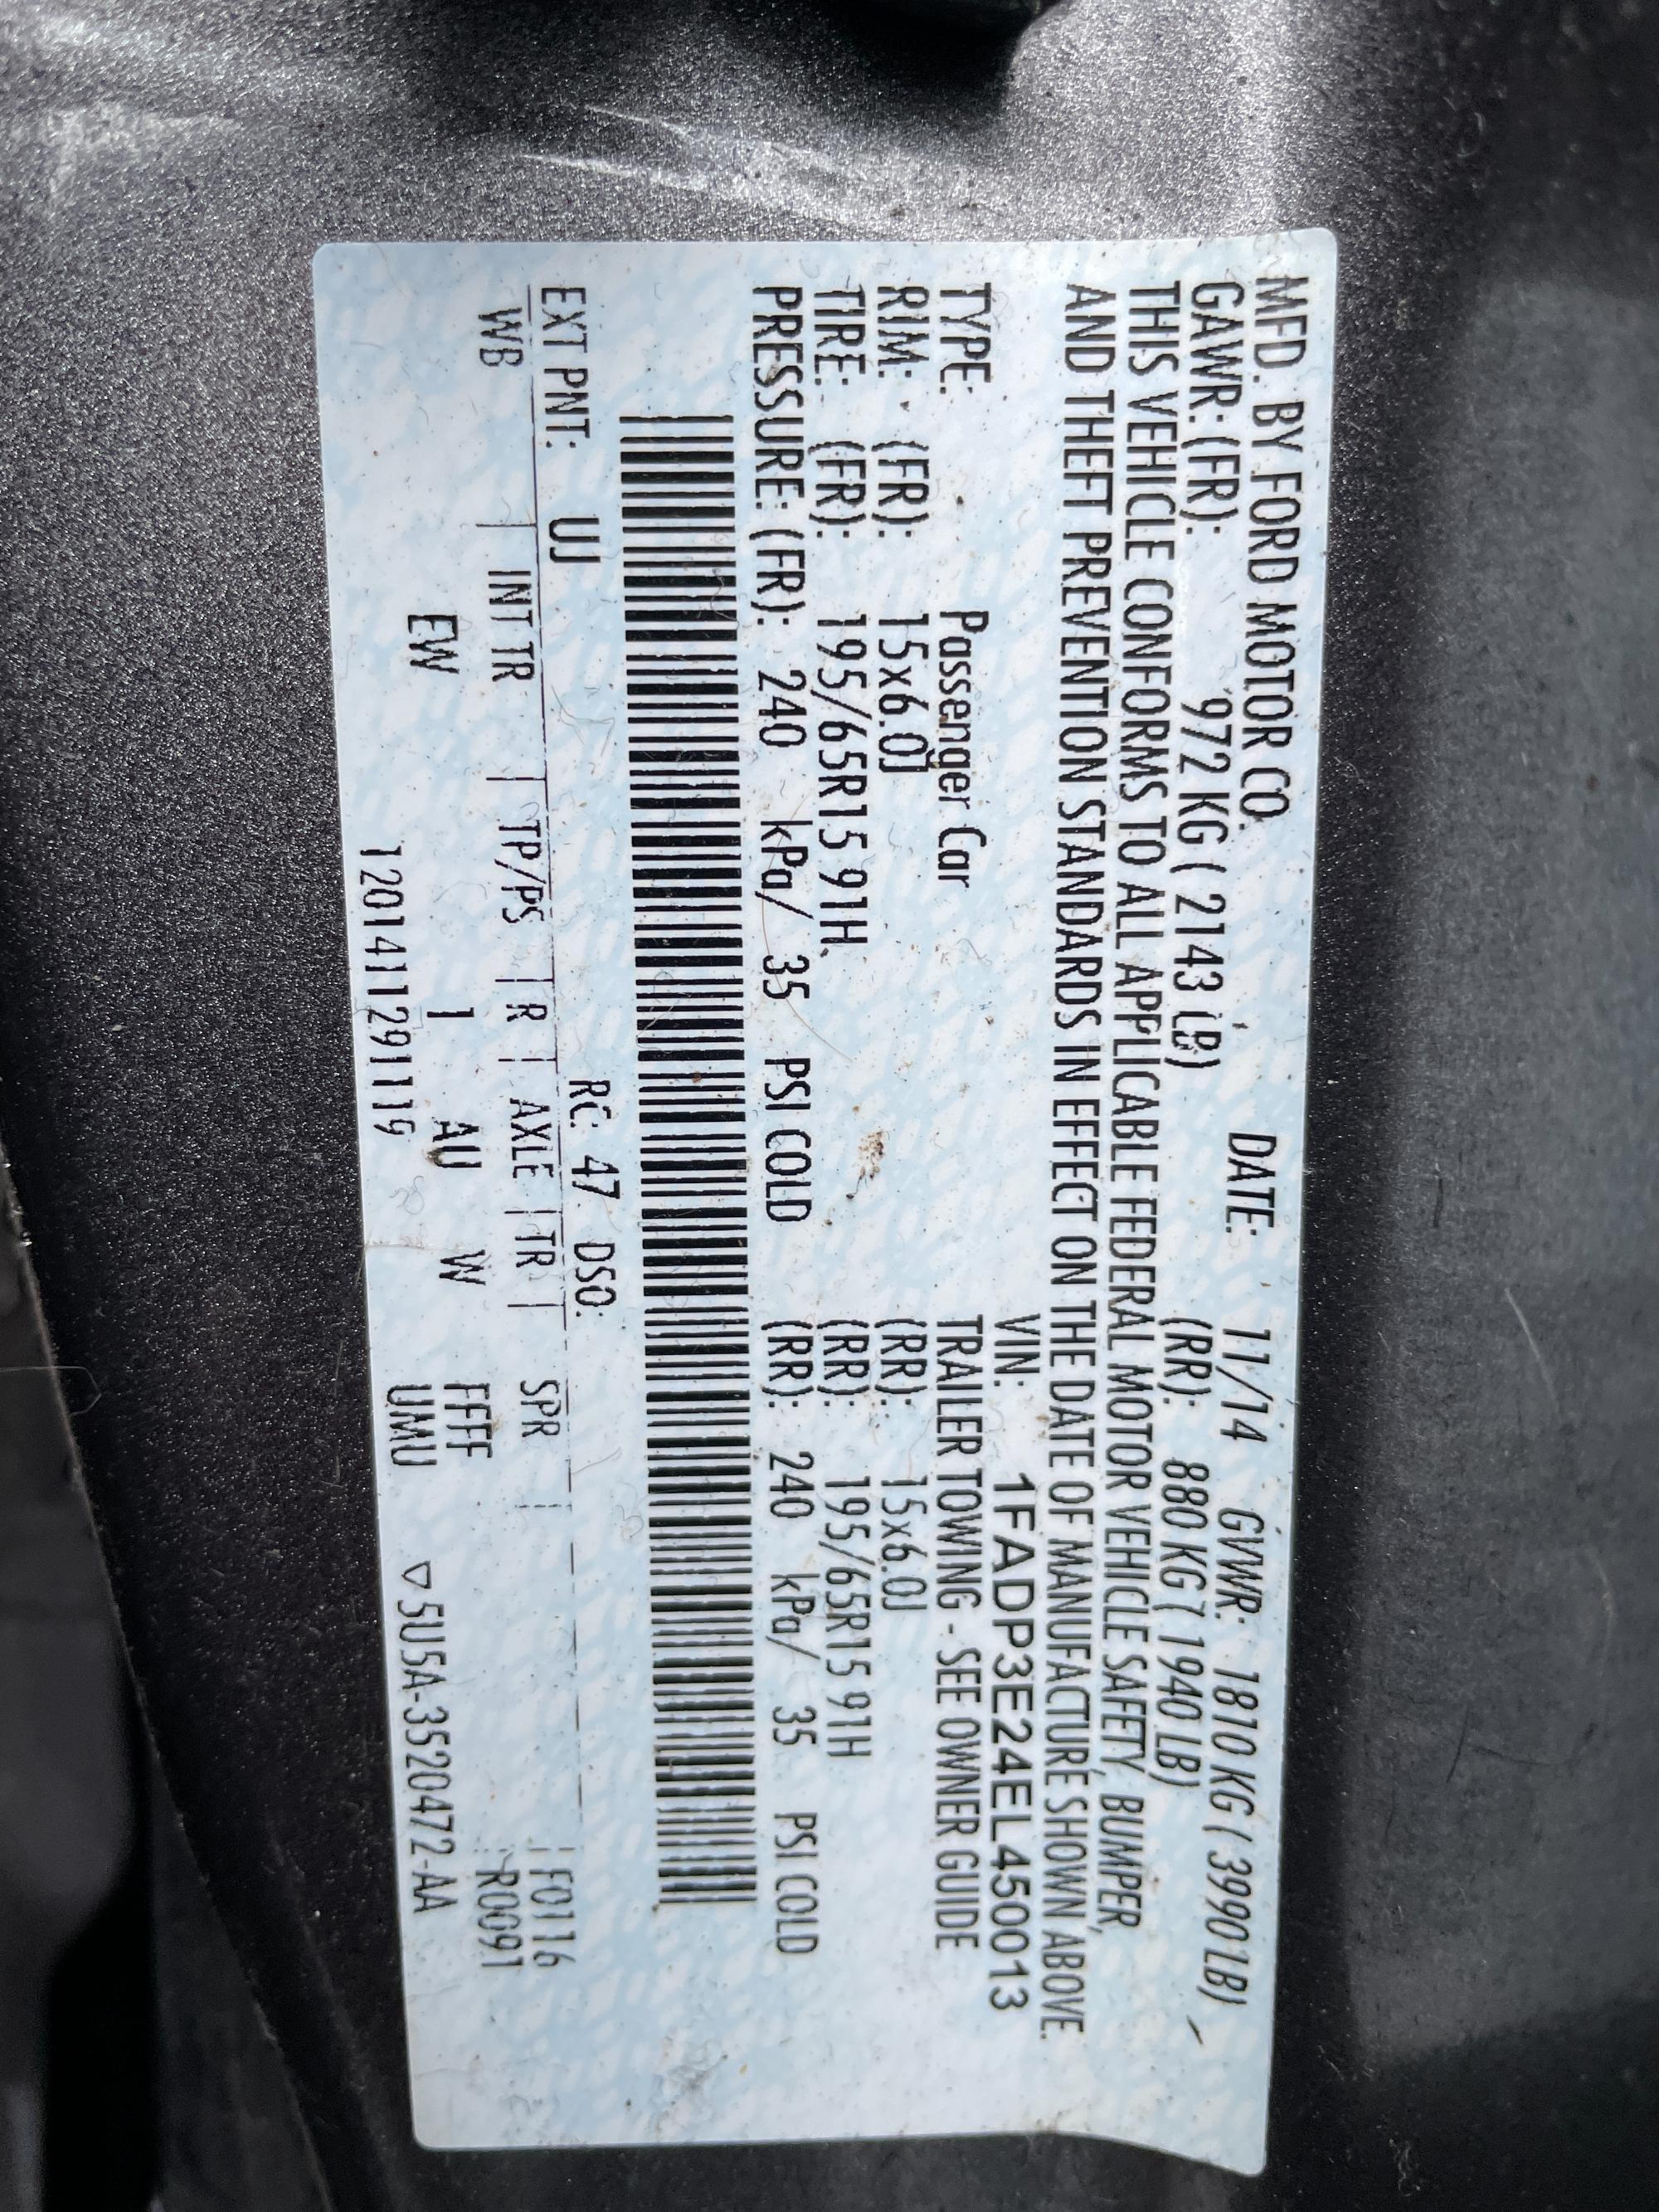 MFD. BY FORD MOTOR CO. DATE: 11/14 GVWR: 1810 KG ( 3990 LB)
GAWR: (FR): 972 KG ( 2143 LB) (RR): 880 KG ( 1940 LB)
THIS VEHICLE CONFORMS TO ALL APPLICABLE FEDERAL MOTOR VEHICLE SAFETY, BUMPER,
AND THEFT PREVENTION STANDARDS IN EFFECT ON THE DATE OF MANUFACTURE SHOWN ABOVE.
VIN: 1FADP3E24EL450013
TYPE: Passenger Car TRAILER TOWING - SEE OWNER GUIDE
RIM: (FR): 15x6.0J (RR): 15x6.0J
TIRE: (FR): 195/65R15 91H (RR): 195/65R15 91H
PRESSURE: (FR): 240 kPa/ 35 PSI COLD (RR): 240 kPa/ 35 PSI COLD
EXT PNT: UJ RC: 47 DSO:
WB | INT TR | TP/PS | R | AXLE | TR | SPR | F0116
R0091
EW 1 AU W FFFF
UMU
1201411291119 ▽5U5A-3520472-AA